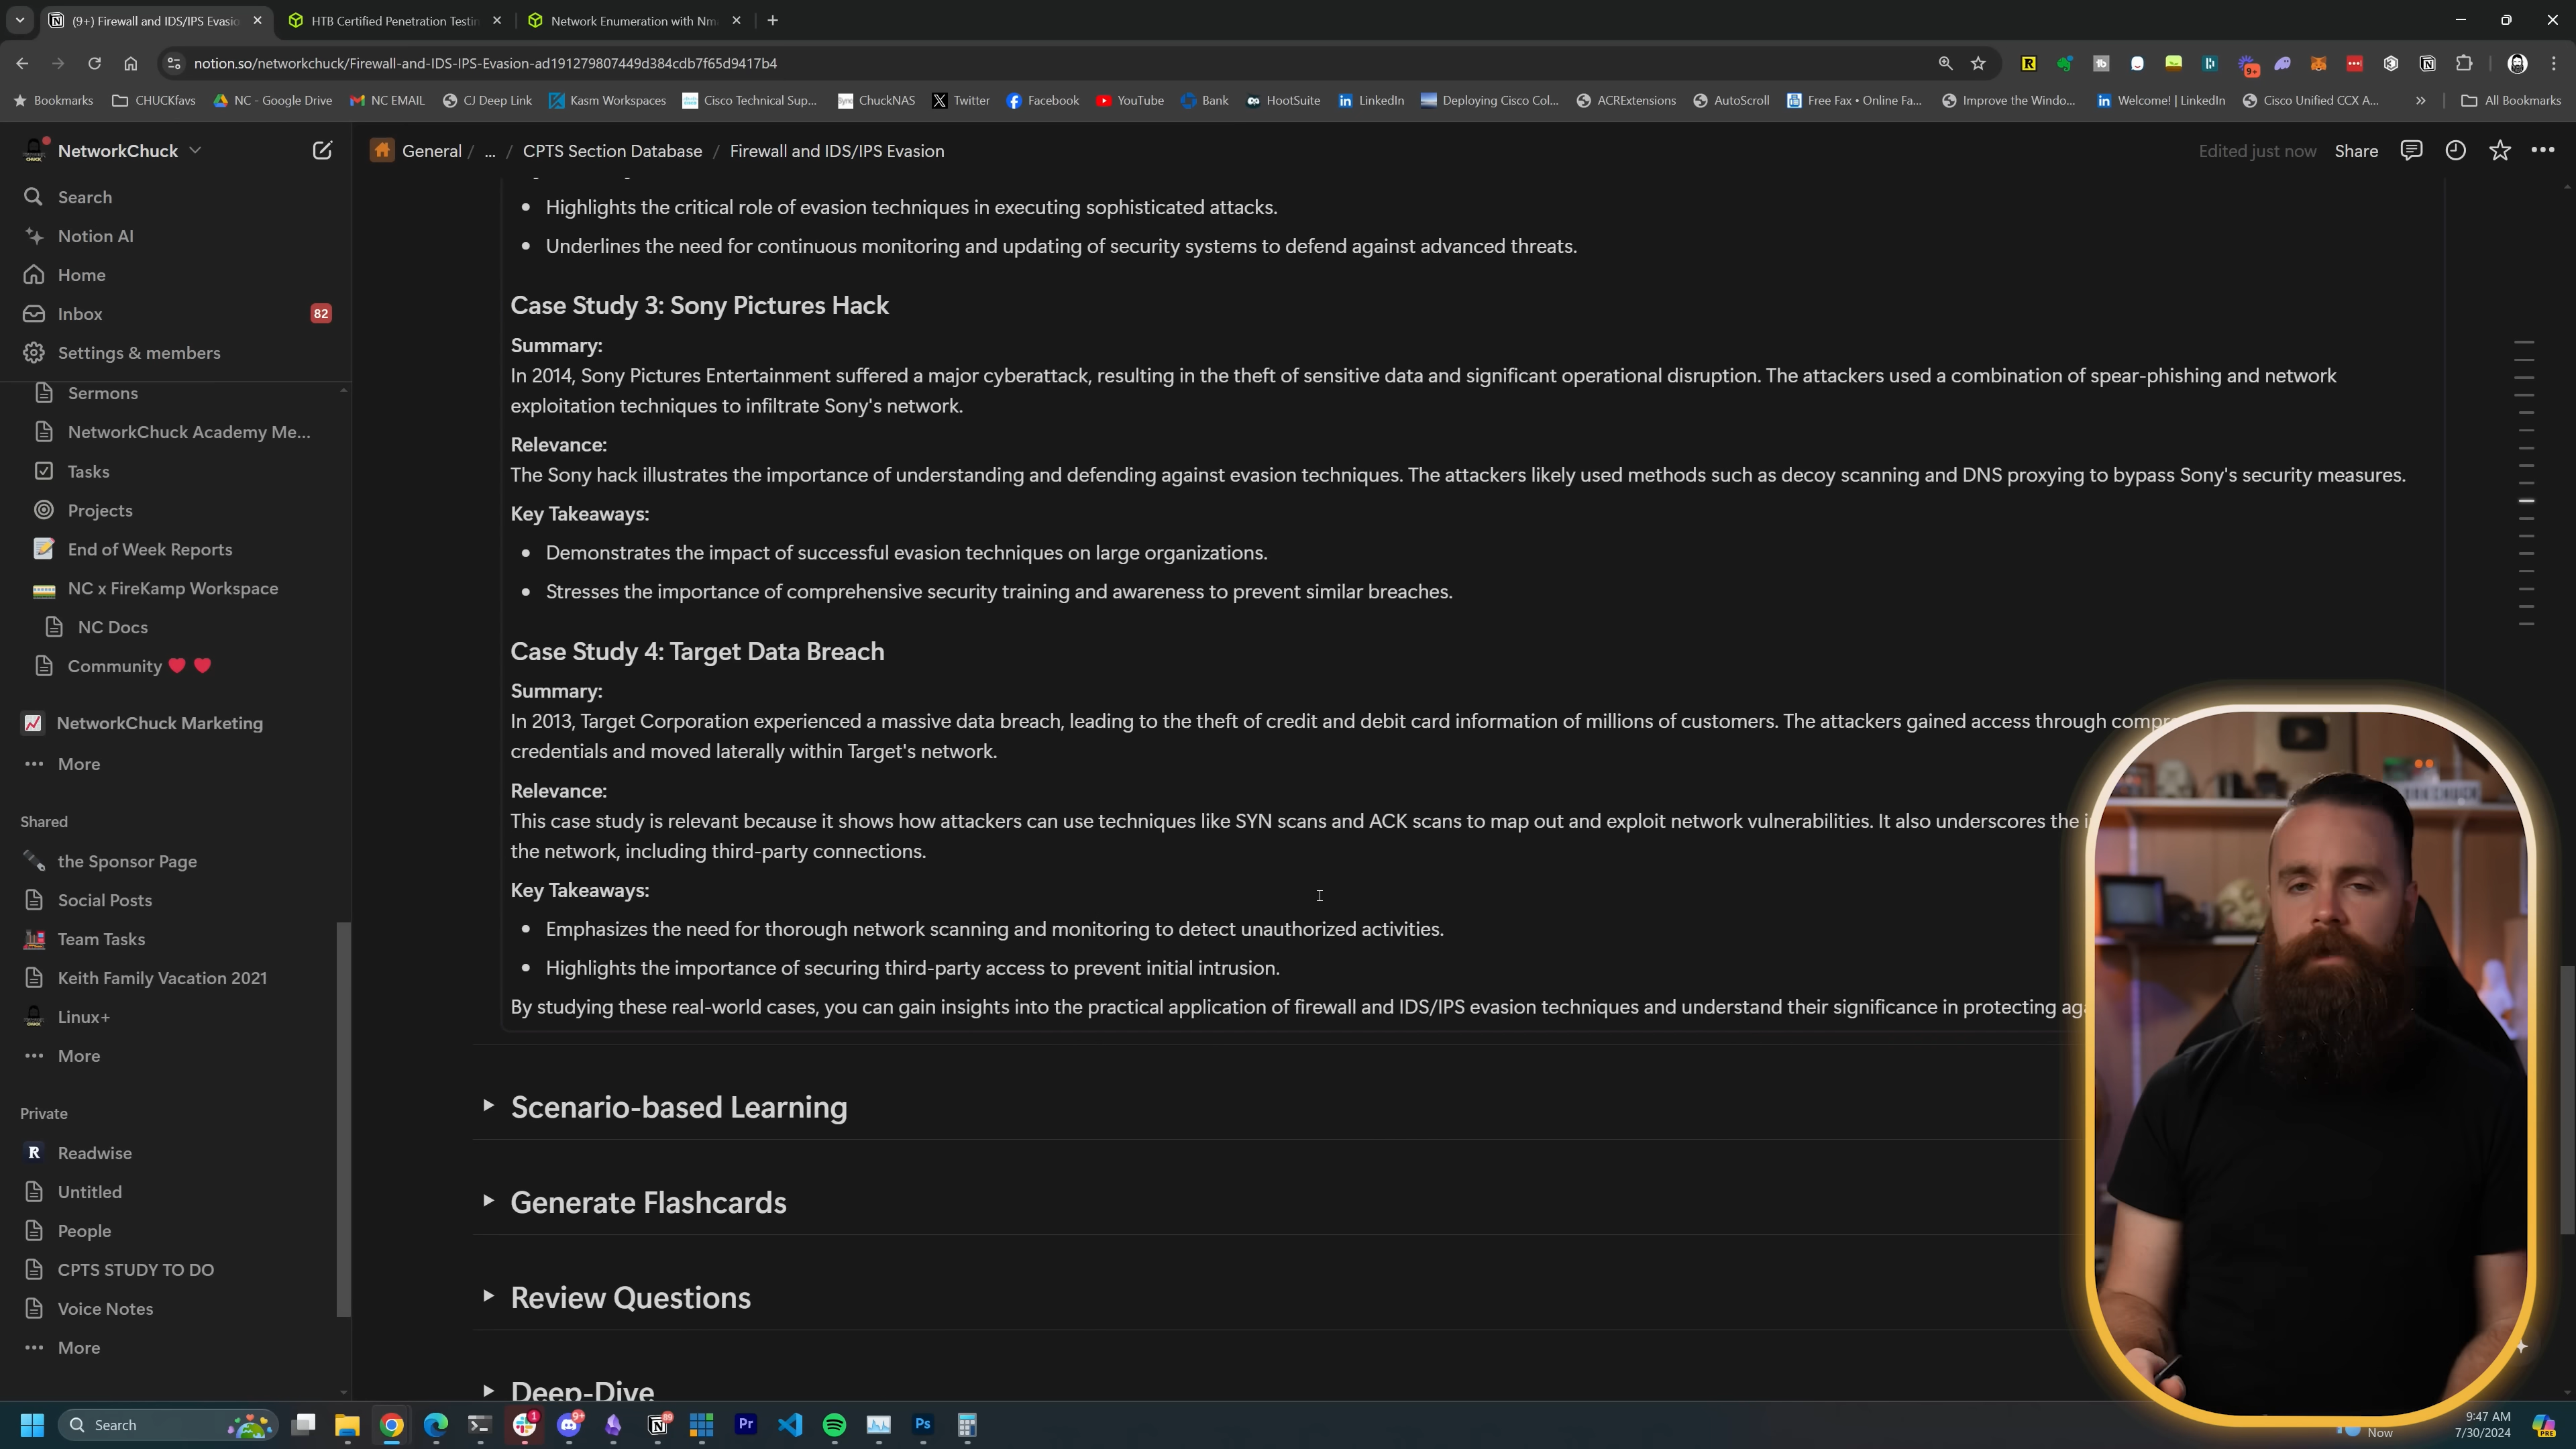 (9+) Firewall and IDS/IPS Evasio
HTB Certified Penetration Testin
Network Enumeration with Nm
notion.so/networkchuck/Firewall-and-IDS-IPS-Evasion-ad191279807449d384cdb7f65d9417b4
Bookmarks CHUCKfavs NC - Google Drive NC EMAIL CJ Deep Link Kasm Workspaces Cisco Technical Sup... ChuckNAS Twitter Facebook YouTube Bank HootSuite LinkedIn Deploying Cisco Col... ACRExtensions AutoScroll Free Fax • Online Fa... Improve the Windo... Welcome! | LinkedIn Cisco Unified CCX A... » All Bookmarks
NetworkChuck
Search
Notion AI
Home
Inbox 82
Settings & members
Sermons
NetworkChuck Academy Me...
Tasks
Projects
End of Week Reports
NC x FireKamp Workspace
NC Docs
Community
NetworkChuck Marketing
More
Shared
the Sponsor Page
Social Posts
Team Tasks
Keith Family Vacation 2021
Linux+
More
Private
Readwise
Untitled
People
CPTS STUDY TO DO
Voice Notes
More
General / ... / CPTS Section Database / Firewall and IDS/IPS Evasion
Edited just now Share
• Highlights the critical role of evasion techniques in executing sophisticated attacks.
• Underlines the need for continuous monitoring and updating of security systems to defend against advanced threats.
Case Study 3: Sony Pictures Hack
Summary:
In 2014, Sony Pictures Entertainment suffered a major cyberattack, resulting in the theft of sensitive data and significant operational disruption. The attackers used a combination of spear-phishing and network
exploitation techniques to infiltrate Sony's network.
Relevance:
The Sony hack illustrates the importance of understanding and defending against evasion techniques. The attackers likely used methods such as decoy scanning and DNS proxying to bypass Sony's security measures.
Key Takeaways:
• Demonstrates the impact of successful evasion techniques on large organizations.
• Stresses the importance of comprehensive security training and awareness to prevent similar breaches.
Case Study 4: Target Data Breach
Summary:
In 2013, Target Corporation experienced a massive data breach, leading to the theft of credit and debit card information of millions of customers. The attackers gained access through compr
credentials and moved laterally within Target's network.
Relevance:
This case study is relevant because it shows how attackers can use techniques like SYN scans and ACK scans to map out and exploit network vulnerabilities. It also underscores the i
the network, including third-party connections.
Key Takeaways:
• Emphasizes the need for thorough network scanning and monitoring to detect unauthorized activities.
• Highlights the importance of securing third-party access to prevent initial intrusion.
By studying these real-world cases, you can gain insights into the practical application of firewall and IDS/IPS evasion techniques and understand their significance in protecting aga
Scenario-based Learning
Generate Flashcards
Review Questions
Deep-Dive
Search
Now
9:47 AM
7/30/2024